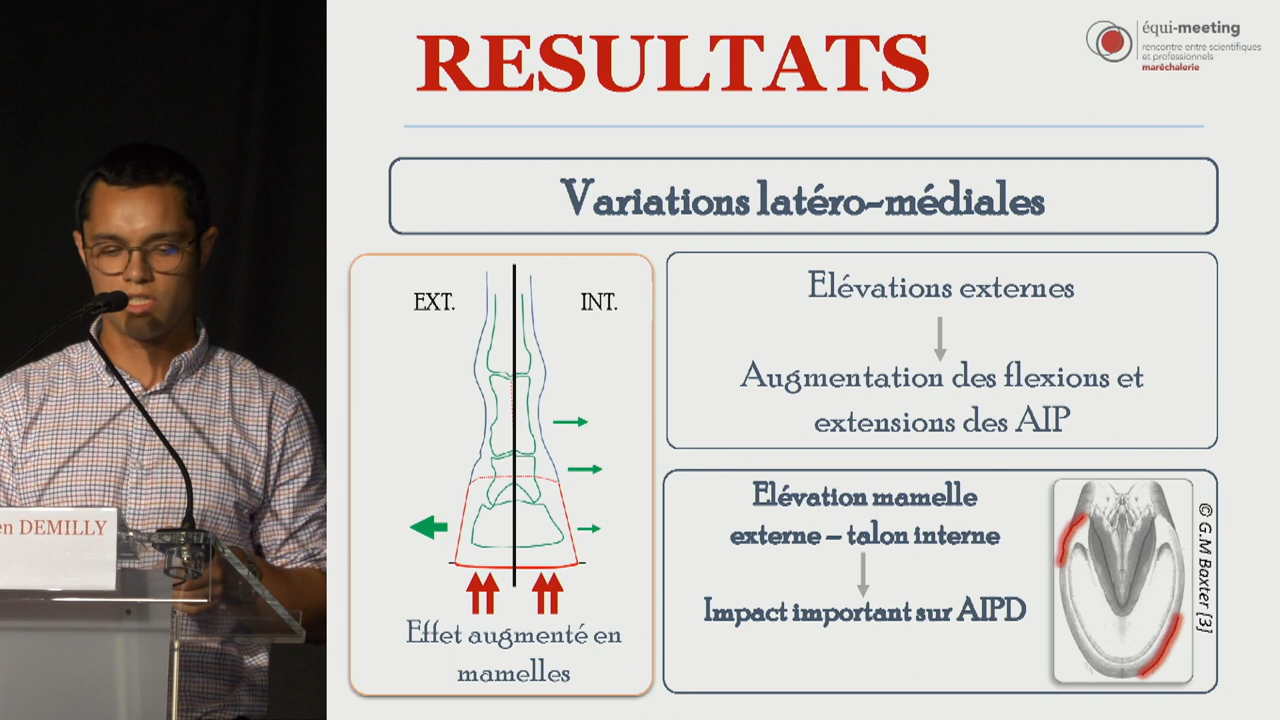 RESULTATS
équi-meeting
rencontre entre scientifiques
et professionnels
maréchalerie
Variations latéro-médiales
EXT.
INT.
Effet augmenté en
mamelles
Elévations externes
Augmentation des flexions et
extensions des AIP
Elévation mamelle
externe – talon interne
Impact important sur AIPD
© G.M Baxter [3]
en DEMILLY